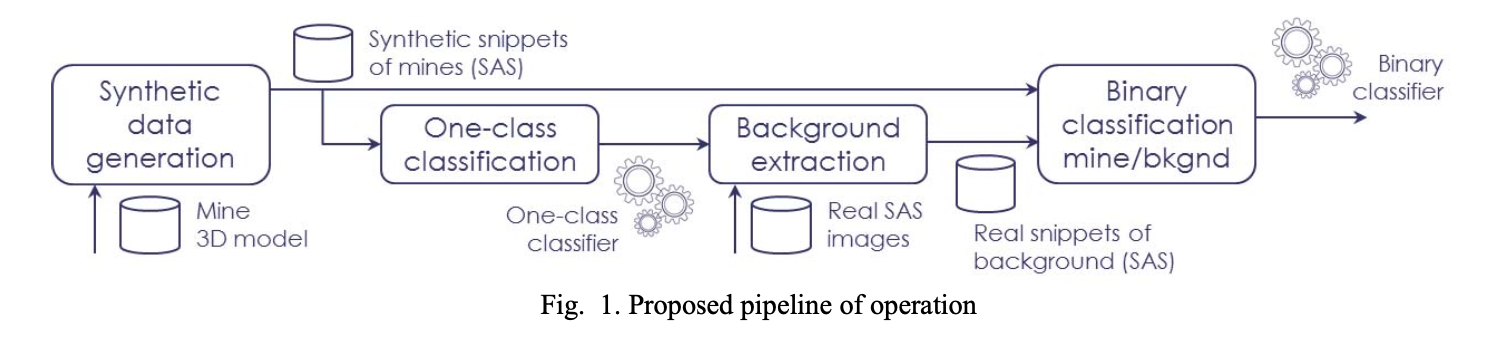 Synthetic snippets
of mines (SAS)
Synthetic
data
generation
One-class
classification
Background
extraction
Binary
classification
mine/bkgnd
Binary
classifier
Mine
3D model
One-class
classifier
Real SAS
images
Real snippets of
background (SAS)
Fig. 1. Proposed pipeline of operation